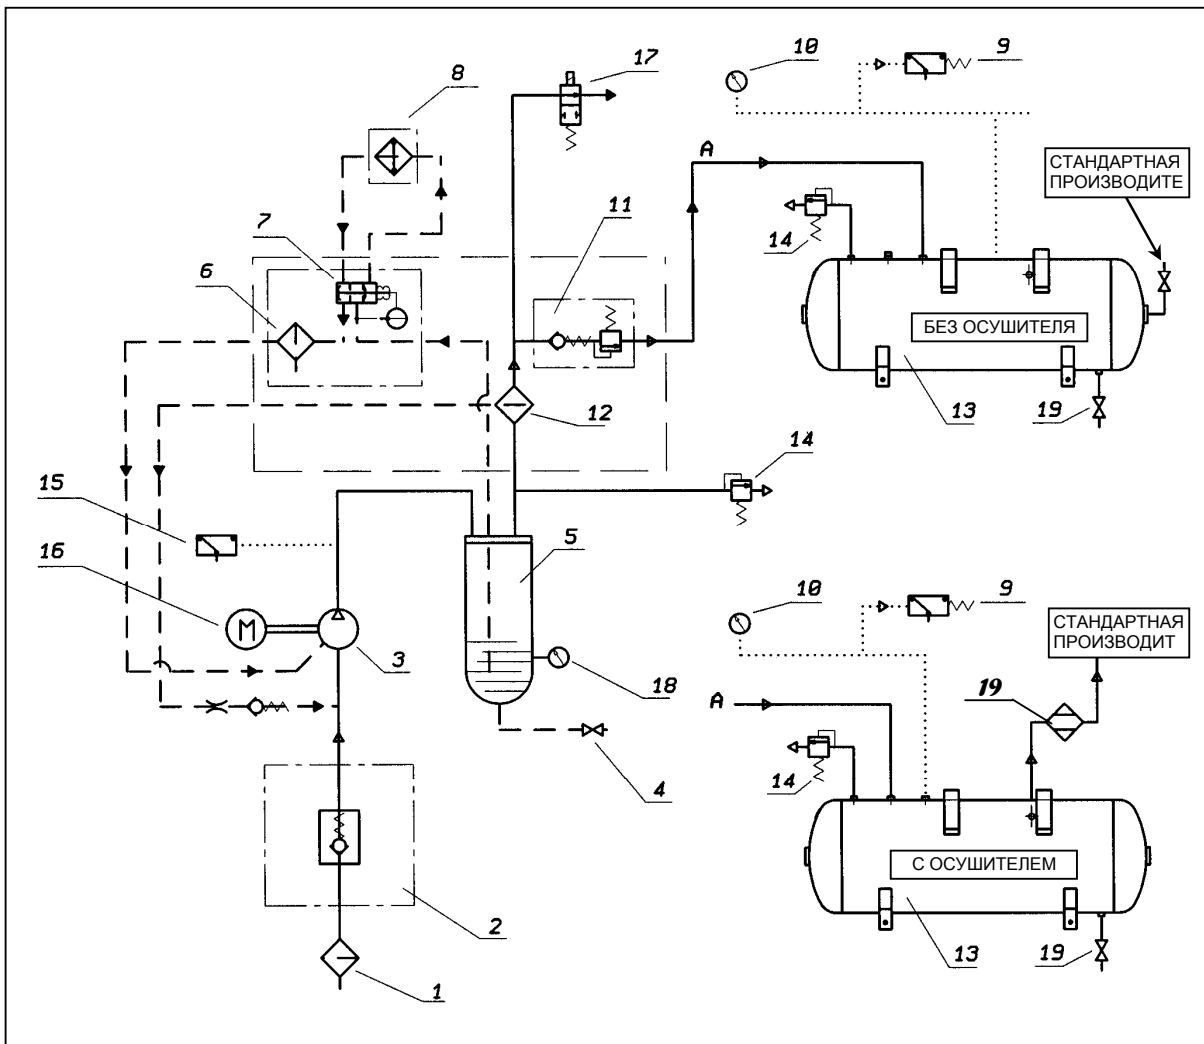 10
9
17
8
A
СТАНДАРТНАЯ
ПРОИЗВОДИТЕ
11
7
14
6
БЕЗ ОСУШИТЕЛЯ
12
13
19
14
15
5
16
10
9
СТАНДАРТНАЯ
ПРОИЗВОДИТ
M
3
18
19
A
4
14
С ОСУШИТЕЛЕМ
2
13
19
1